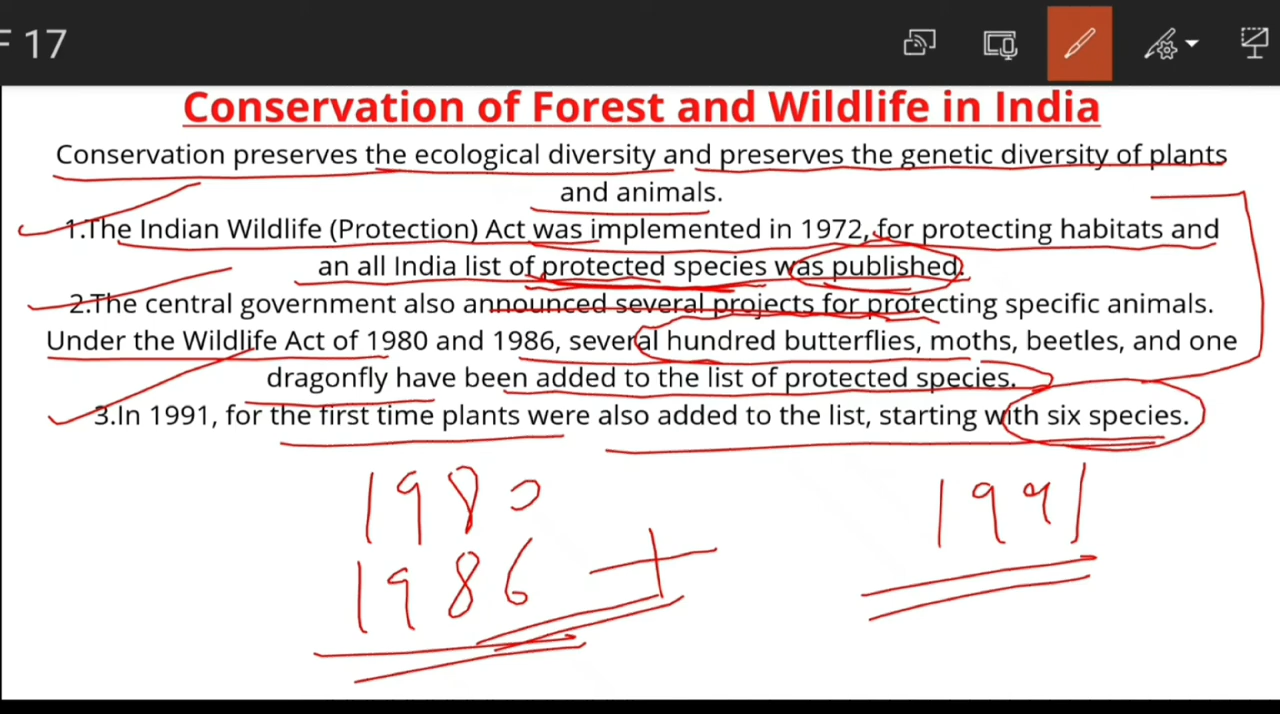 F 17
Conservation of Forest and Wildlife in India
Conservation preserves the ecological diversity and preserves the genetic diversity of plants
and animals.
1.The Indian Wildlife (Protection) Act was implemented in 1972, for protecting habitats and
an all India list of protected species was published.
2.The central government also announced several projects for protecting specific animals.
Under the Wildlife Act of 1980 and 1986, several hundred butterflies, moths, beetles, and one
dragonfly have been added to the list of protected species.
3.In 1991, for the first time plants were also added to the list, starting with six species.
1980
1991
1986